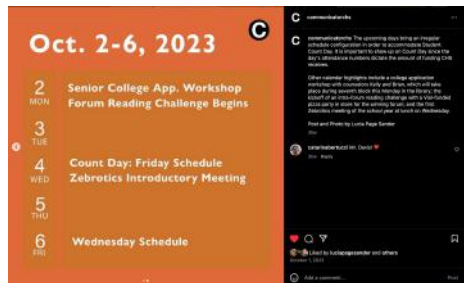 Oct. 2-6, 2023
C
2
MON
Senior College App. Workshop
Forum Reading Challenge Begins
3
TUE
4
WED
Count Day: Friday Schedule
Zebrotics Introductory Meeting
5
THU
6
FRI
Wednesday Schedule
C
communicatorchs
C
communicatorchs The upcoming days bring an irregular
schedule configuration in order to accommodate Student
Count Day. It is important to show up on Count Day since the
day's attendance numbers dictate the amount of funding CHS
receives.
Other calendar highlights include a college application
workshop with counselors Kelly and Brian, which will take
place during seventh block this Monday in the library; the
kickoff of an intra-forum reading challenge with a
pizza party in store for the winning forum; and the first
Zebrotics meeting of the school year at lunch on Wednesday.
Post and Photo by Lucia Page Sander
Mr. David ❤
Reply
Liked by luciapagesander and others
October 1, 2023
Add a comment...
Post